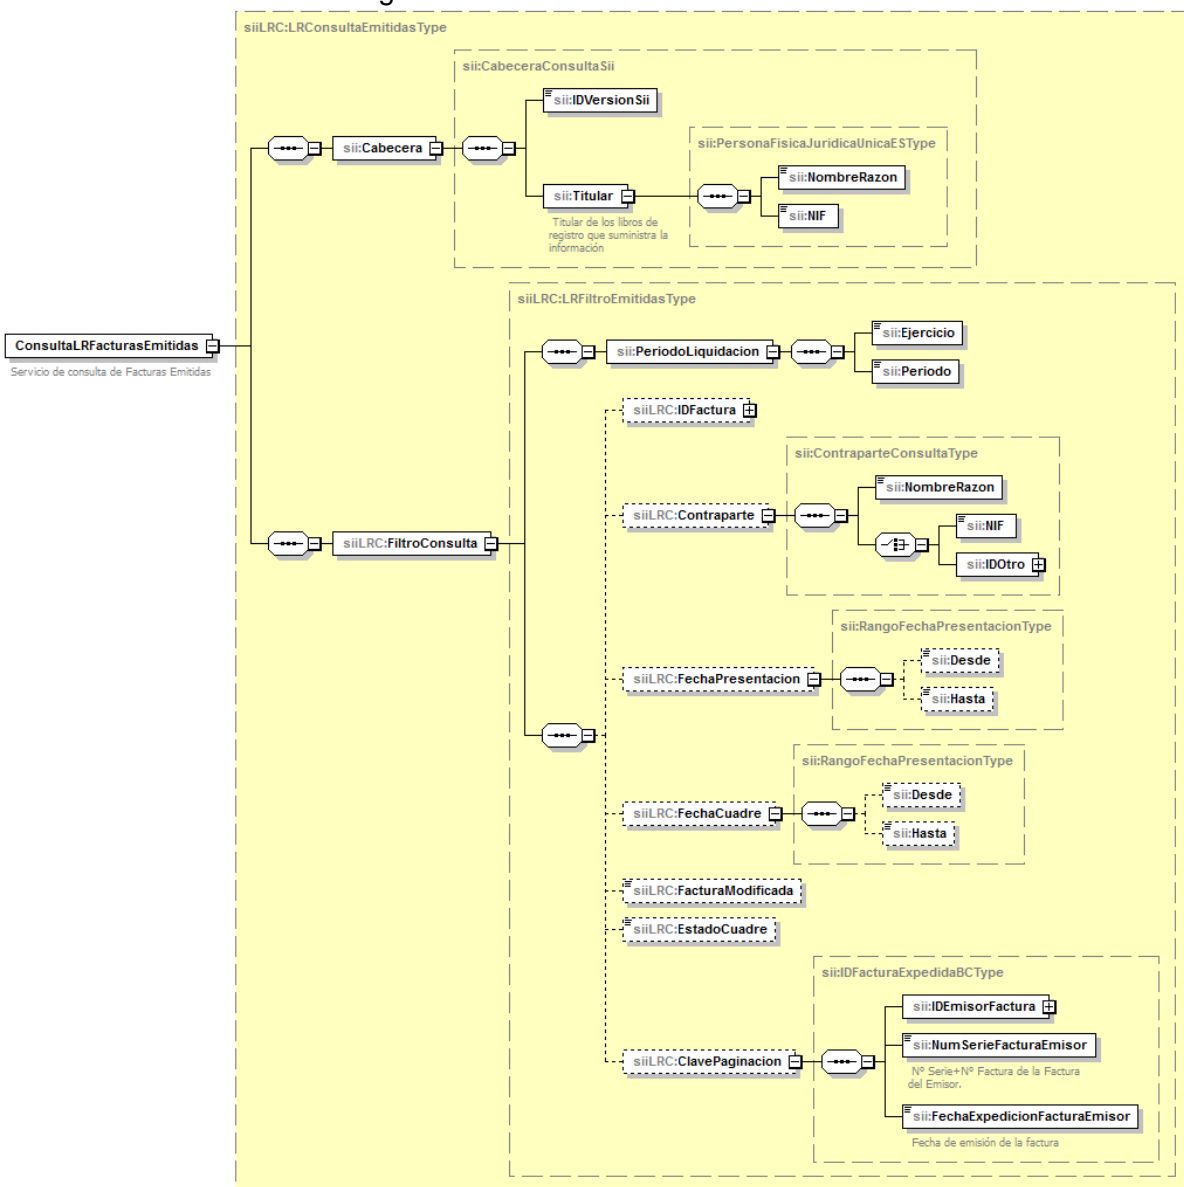 siiLRC:LRConsultaEmitidasType
sii:CabeceraConsultaSii
sii:IDVersionSii
sii:Cabecera
sii:PersonaFisicaJuridicaUnicaESType
sii:NombreRazon
sii:Titular
sii:NIF
Titular de los libros de
registro que suministra la
información
siiLRC:LRFiltroEmitidasType
ConsultaLRFacturasEmitidas
Servicio de consulta de Facturas Emitidas
sii:Ejercicio
sii:PeriodoLiquidacion
sii:Periodo
siiLRC:IDFactura
sii:ContraparteConsultaType
sii:NombreRazon
siiLRC:Contraparte
sii:NIF
siiLRC:FiltroConsulta
sii:IDOtro
sii:RangoFechaPresentacionType
sii:Desde
siiLRC:FechaPresentacion
sii:Hasta
sii:RangoFechaPresentacionType
sii:Desde
siiLRC:FechaCuadre
sii:Hasta
siiLRC:FacturaModificada
siiLRC:EstadoCuadre
sii:IDFacturaExpedidaBCType
sii:IDEmisorFactura
sii:NumSerieFacturaEmisor
siiLRC:ClavePaginacion
Nº Serie+Nº Factura de la Factura
del Emisor.
sii:FechaExpedicionFacturaEmisor
Fecha de emisión de la factura